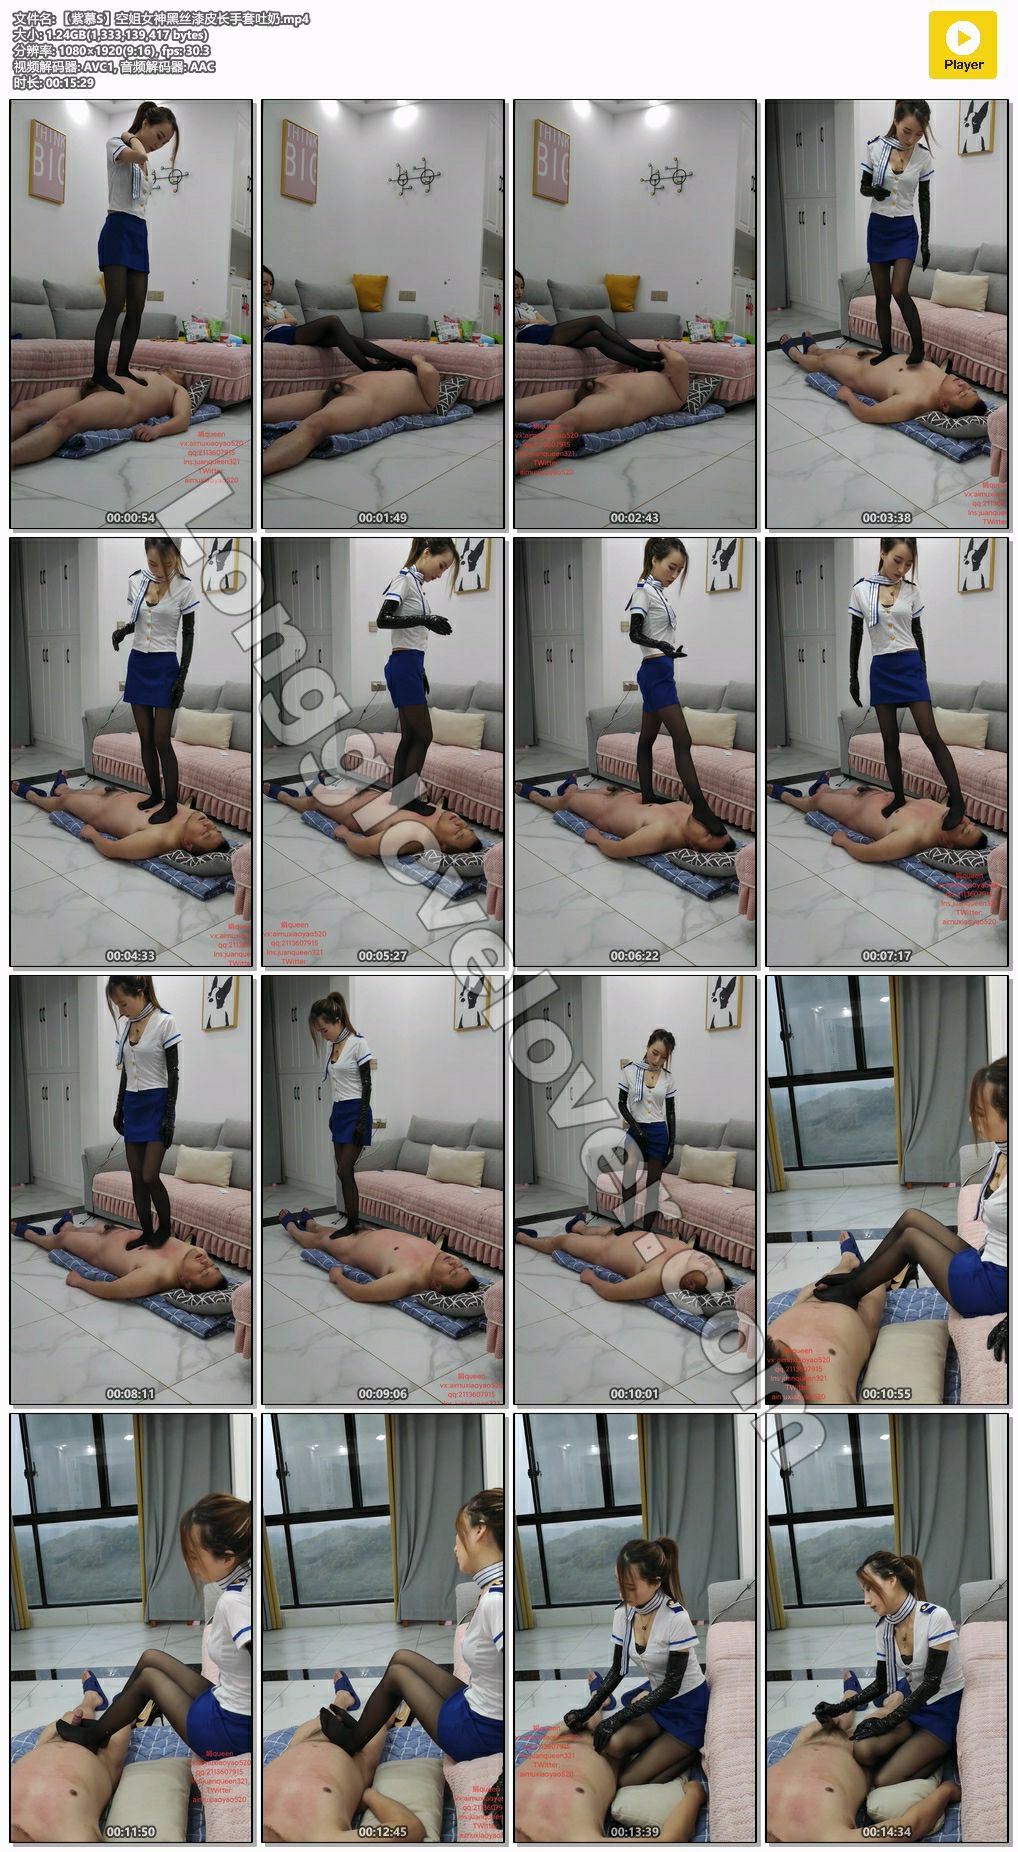 文件名: 【紫慕S】空姐女神黑丝漆皮长手套吐奶.mp4
大小: 1.24GB(1,333,139,417 bytes)
分辨率: 1080×1920(9:16), fps: 30.3
视频解码器: AVC1, 音频解码器: AAC
时长: 00:15:29
Player
THINK
BIG
娟queen
vx:aimuxiaoyao520
qq:2113607915
Ins:juanqueen321
TWitter:
aimuxiaoyao520
00:00:54
00:01:49
00:02:43
00:03:38
00:04:33
00:05:27
00:06:22
00:07:17
00:08:11
00:09:06
00:10:01
00:10:55
00:11:50
00:12:45
00:13:39
00:14:34